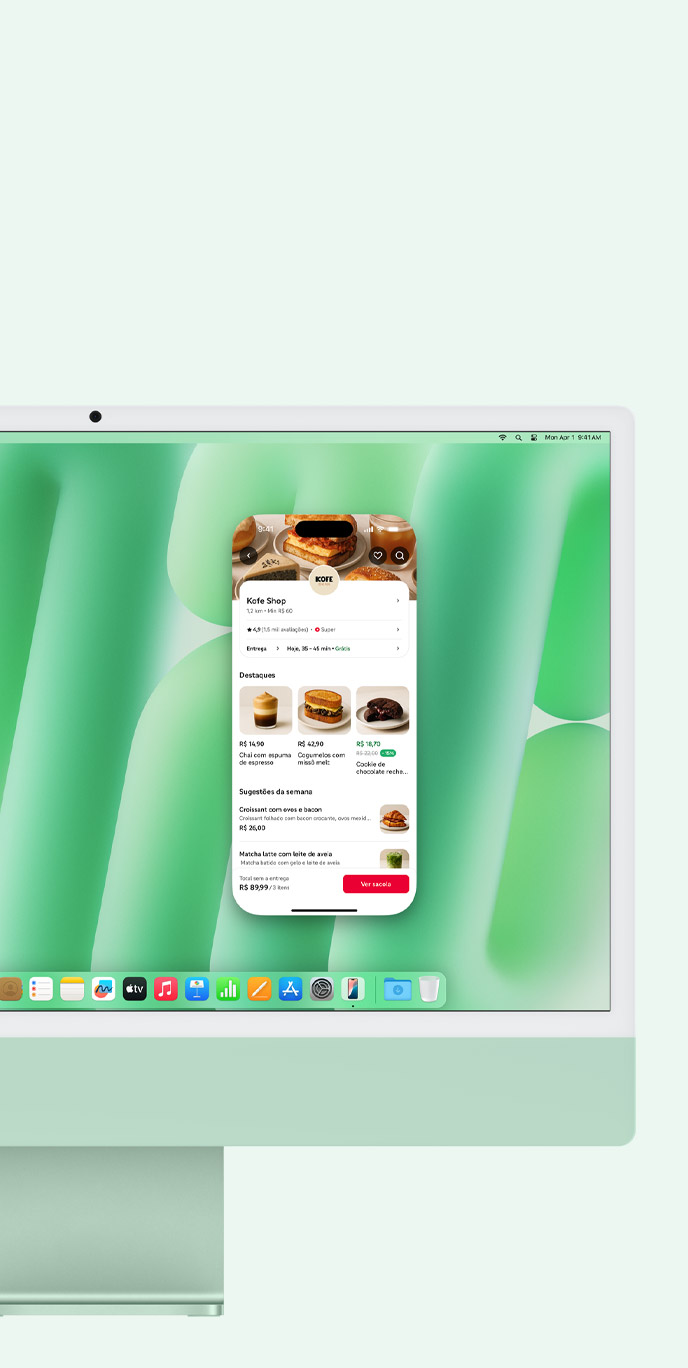 Mon Apr 1 9:41 AM
9:41
KOFE
Kofe Shop
1,2 km • Min R$ 60
4,9 (1.5 mil avaliações) • Super
Entrega
Hoje, 35 - 45 min • Grátis
Destaques
R$ 14,90
Chai com espuma
de espresso
R$ 42,90
Cogumelos com
missô melt
R$ 18,70
R$ 22,00 -15%
Cookie de
chocolate reche...
Sugestões da semana
Croissant com ovos e bacon
Croissant folhado com bacon crocante, ovos mexid...
R$ 26,00
Matcha latte com leite de aveia
Matcha batido com gelo e leite de aveia
Total sem a entrega
R$ 89,99 / 3 itens
Ver sacola
tv